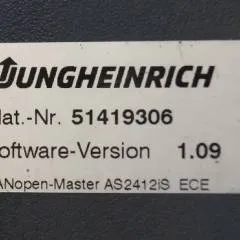 JUNGHEINRICH
Mat.-Nr. 51419306
Software-Version 1.09
CANopen-Master AS2412iS ECE